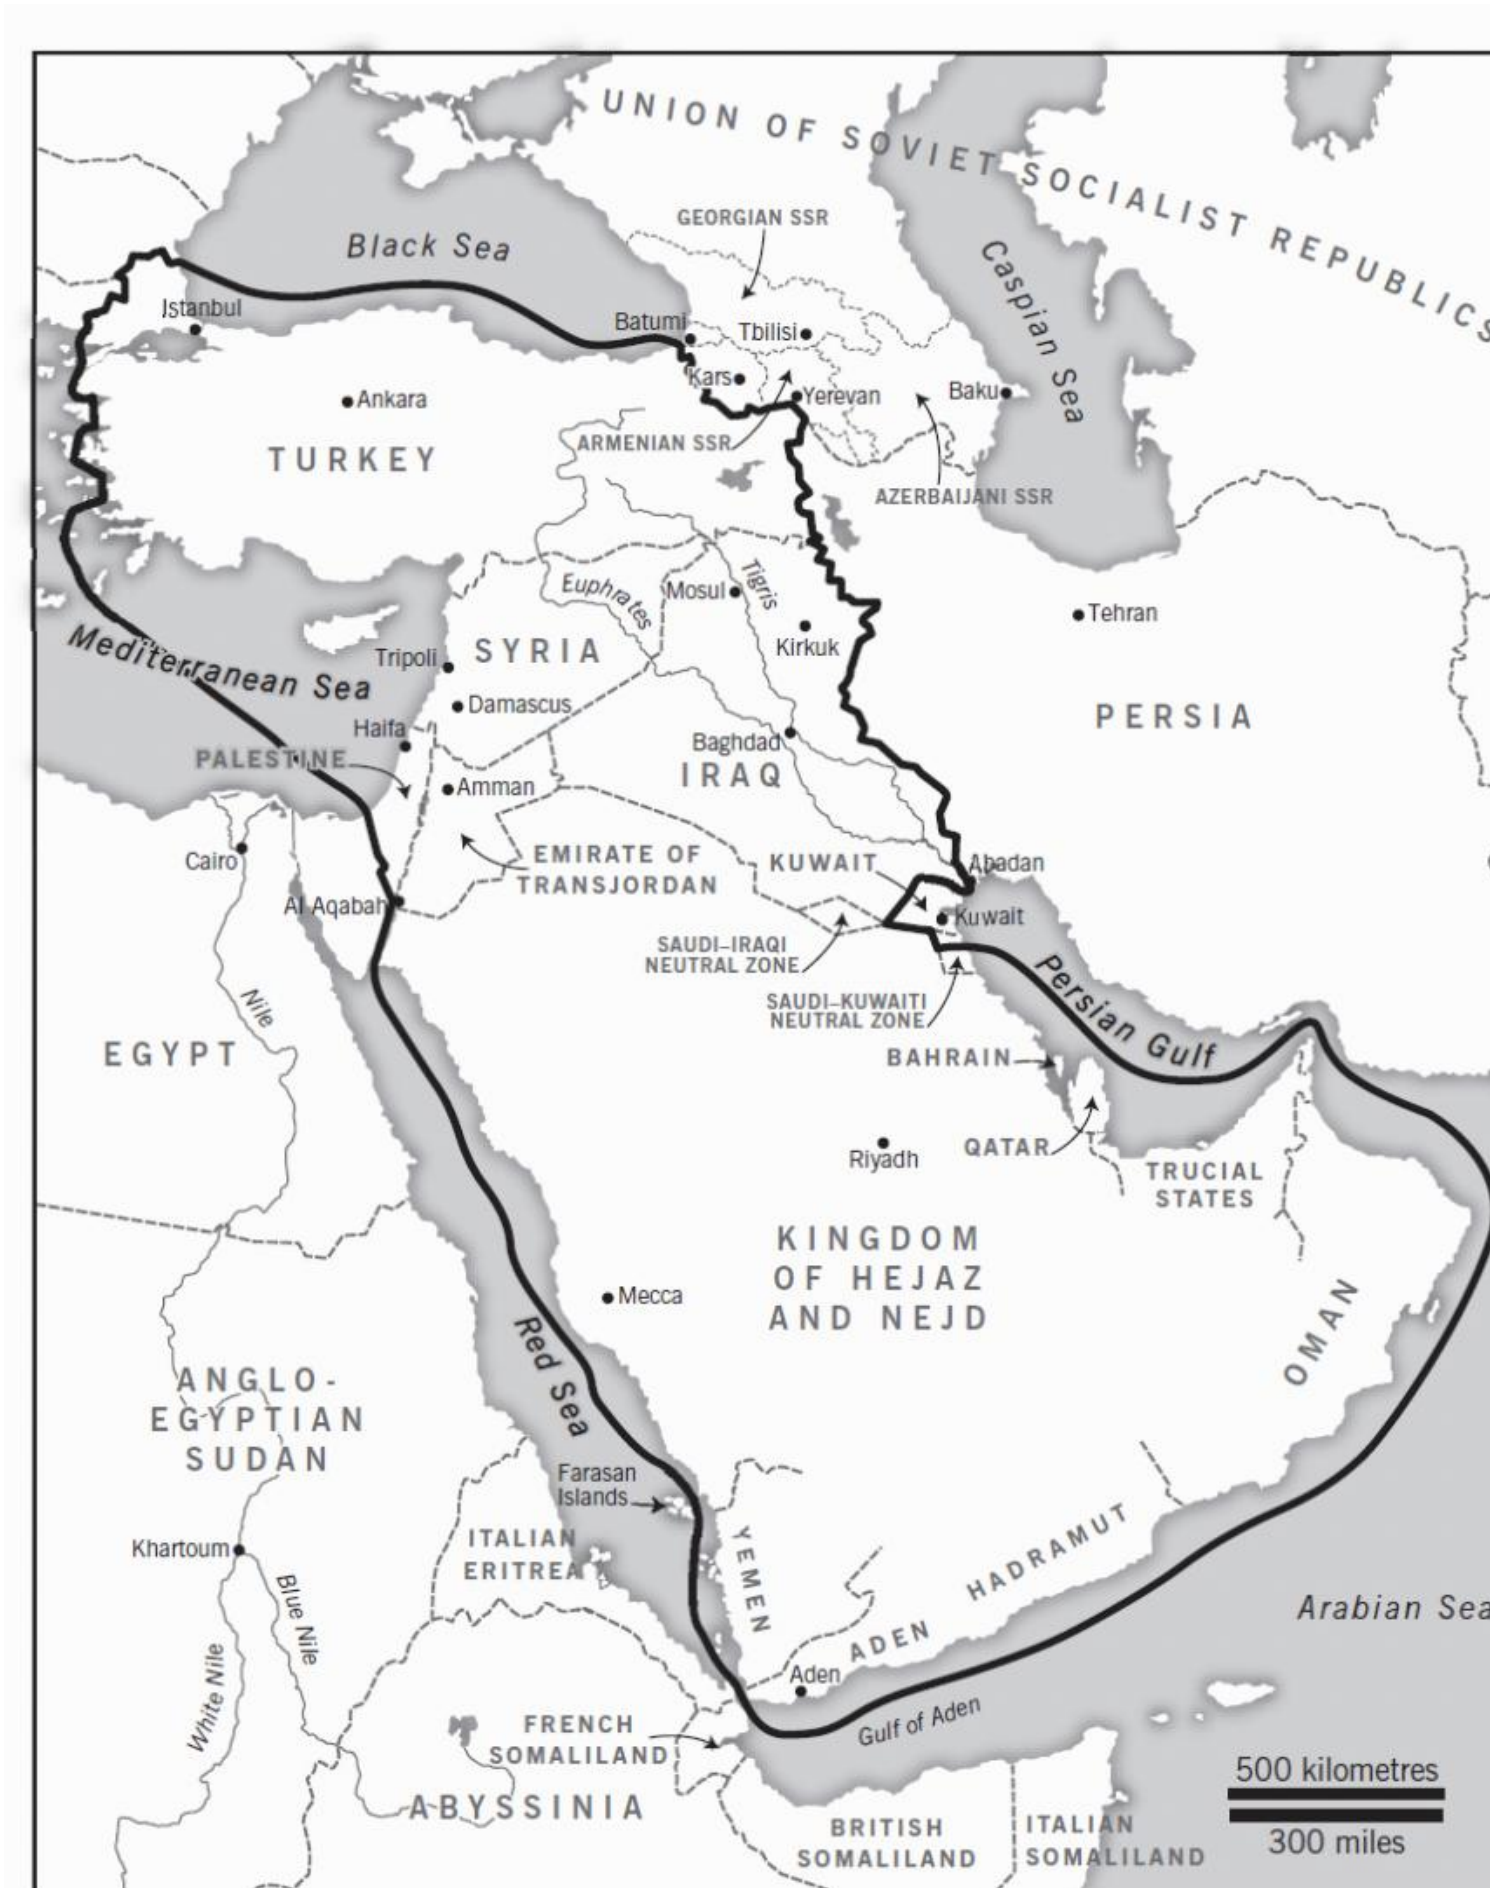 UNION OF SOVIET SOCIALIST REPUBLICS
GEORGIAN SSR
Black Sea
Caspian Sea
Istanbul
Batumi
Tbilisi
Kars
Yerevan
Baku
Ankara
ARMENIAN SSR
TURKEY
AZERBAIJANI SSR
Euphrates
Mosul
Tigris
Tehran
Kirkuk
Mediterranean Sea
Tripoli
SYRIA
Damascus
PERSIA
Haifa
Baghdad
PALESTINE
IRAQ
Amman
Cairo
EMIRATE OF
TRANSJORDAN
KUWAIT
Abadan
Al Aqabah
Kuwait
SAUDI–IRAQI
NEUTRAL ZONE
SAUDI–KUWAITI
NEUTRAL ZONE
Persian Gulf
Nile
EGYPT
BAHRAIN
Riyadh
QATAR
TRUCIAL
STATES
KINGDOM
OF HEJAZ
AND NEJD
Mecca
OMAN
Red Sea
ANGLO-
EGYPTIAN
SUDAN
Farasan
Islands
YEMEN
HADRAMUT
Khartoum
ITALIAN
ERITREA
Blue Nile
White Nile
ADEN
Arabian Sea
Aden
Gulf of Aden
FRENCH
SOMALILAND
ABYSSINIA
BRITISH
SOMALILAND
ITALIAN
SOMALILAND
500 kilometres
300 miles